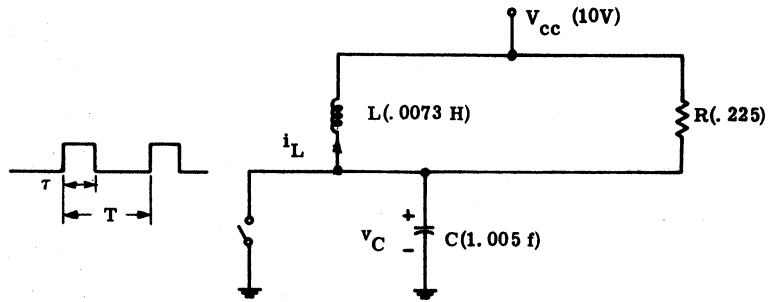 V_cc (10V)
L(.0073 H)
R(.225)
i_L
τ
T
+
v_C
-
C(1.005 f)